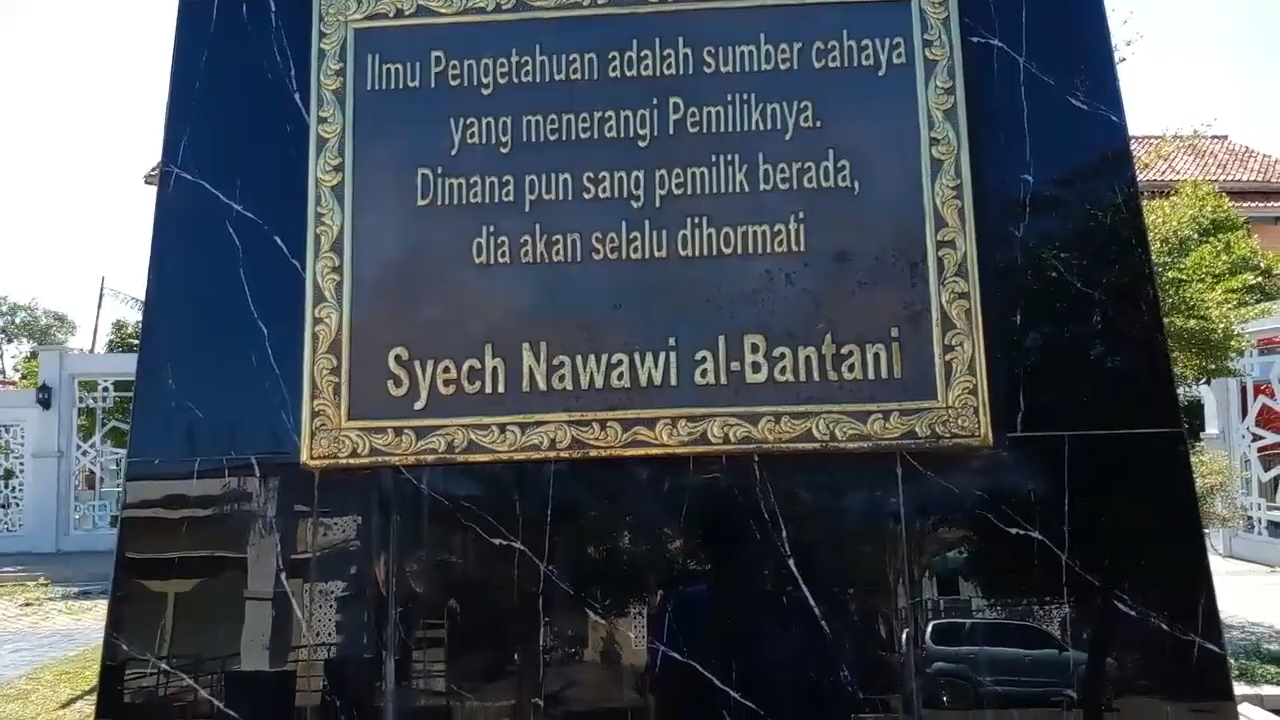 Ilmu Pengetahuan adalah sumber cahaya
yang menerangi Pemiliknya.
Dimana pun sang pemilik berada,
dia akan selalu dihormati
Syech Nawawi al-Bantani